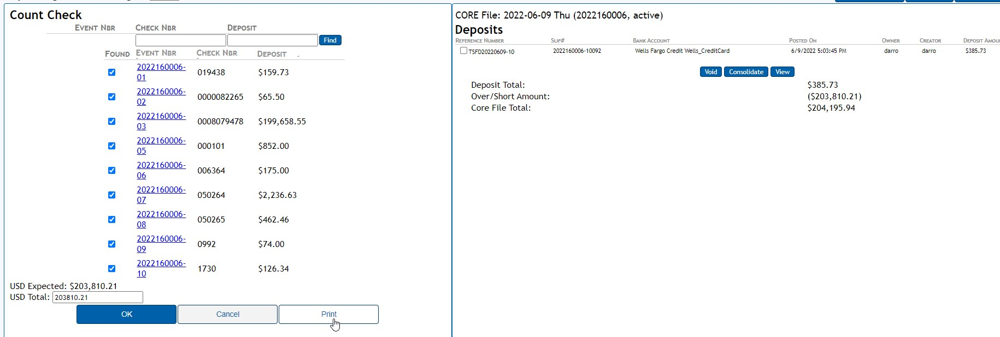 Count Check
EVENT NBR CHECK NBR DEPOSIT
Find
FOUND EVENT NBR CHECK NBR DEPOSIT
2022160006-01 019438 $159.73
2022160006-02 0000082265 $65.50
2022160006-03 0008079478 $199,658.55
2022160006-05 000101 $852.00
2022160006-06 006364 $175.00
2022160006-07 050264 $2,236.63
2022160006-08 050265 $462.46
2022160006-09 0992 $74.00
2022160006-10 1730 $126.34
USD Expected: $203,810.21
USD Total: 203810.21
OK Cancel Print
CORE File: 2022-06-09 Thu (2022160006, active)
Deposits
REFERENCE NUMBER SLIP# BANK ACCOUNT POSTED ON OWNER CREATOR DEPOSIT AMOU
TSFD20220609-10 2022160006-10092 Wells Fargo Credit Wells_CreditCard 6/9/2022 5:03:45 PM darro darro $385.73
Void Consolidate View
Deposit Total: $385.73
Over/Short Amount: ($203,810.21)
Core File Total: $204,195.94